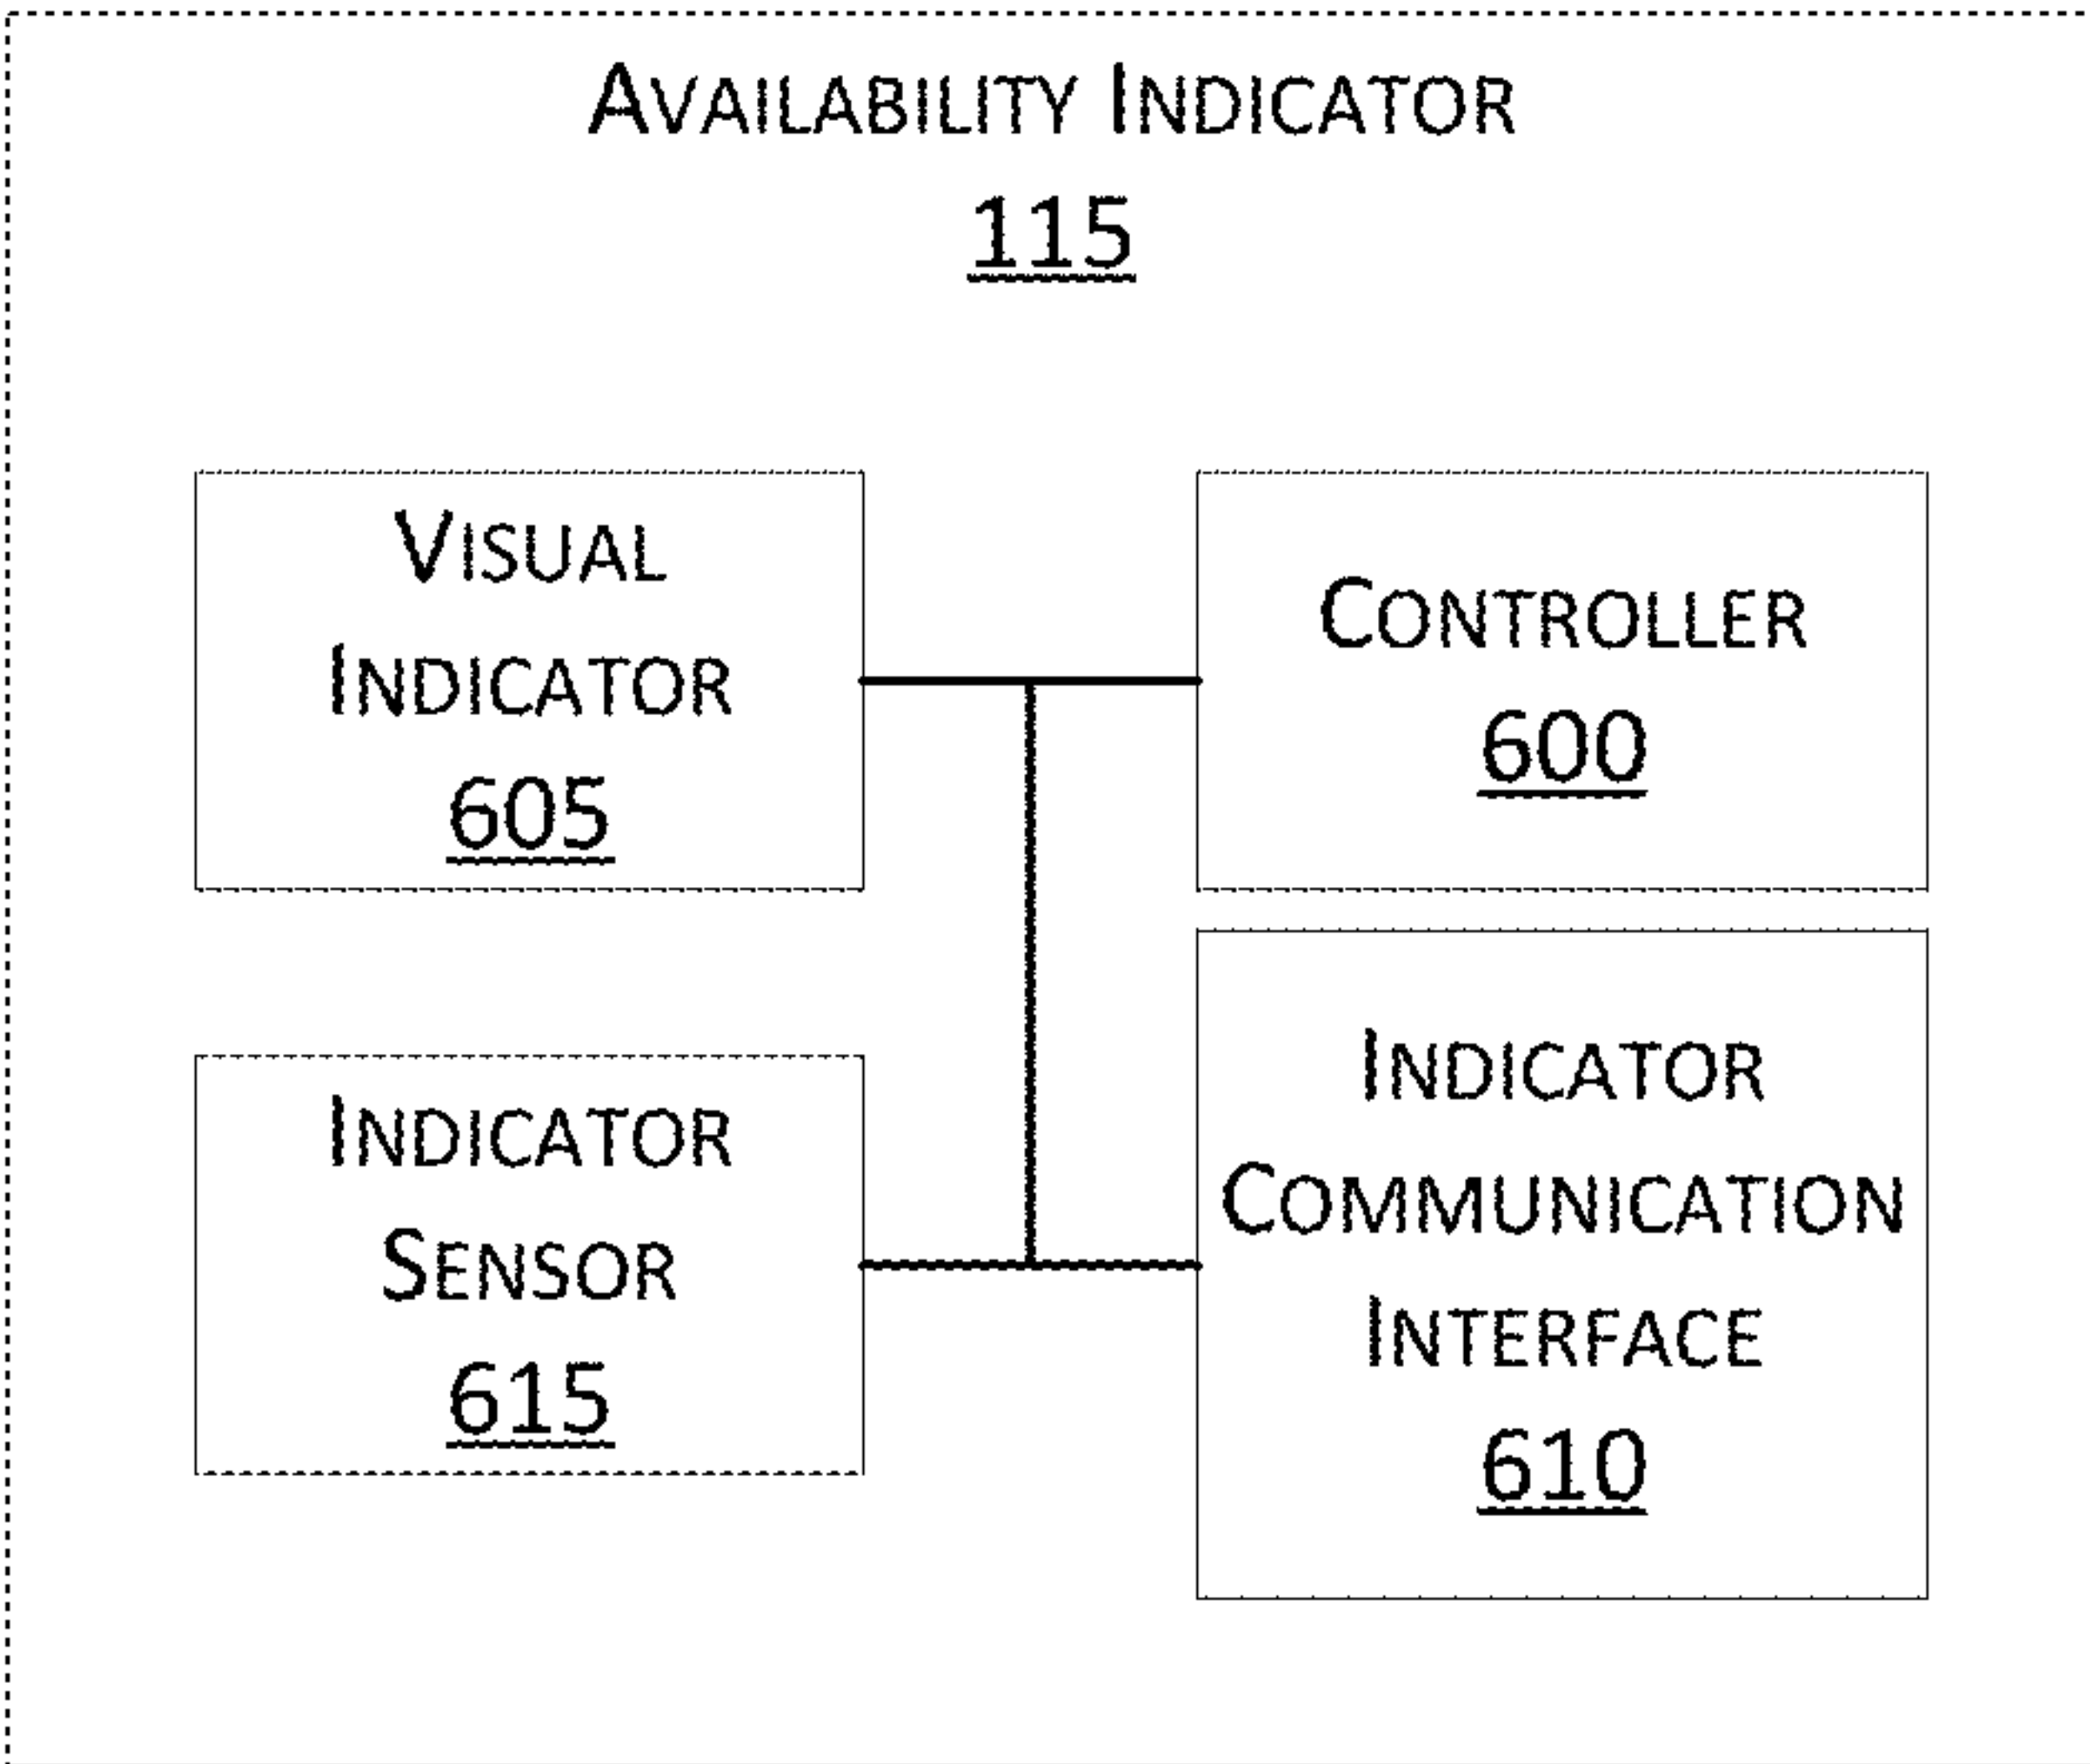 AVAILABILITY INDICATOR
115
VISUAL
INDICATOR
605
CONTROLLER
600
INDICATOR
SENSOR
615
INDICATOR
COMMUNICATION
INTERFACE
610